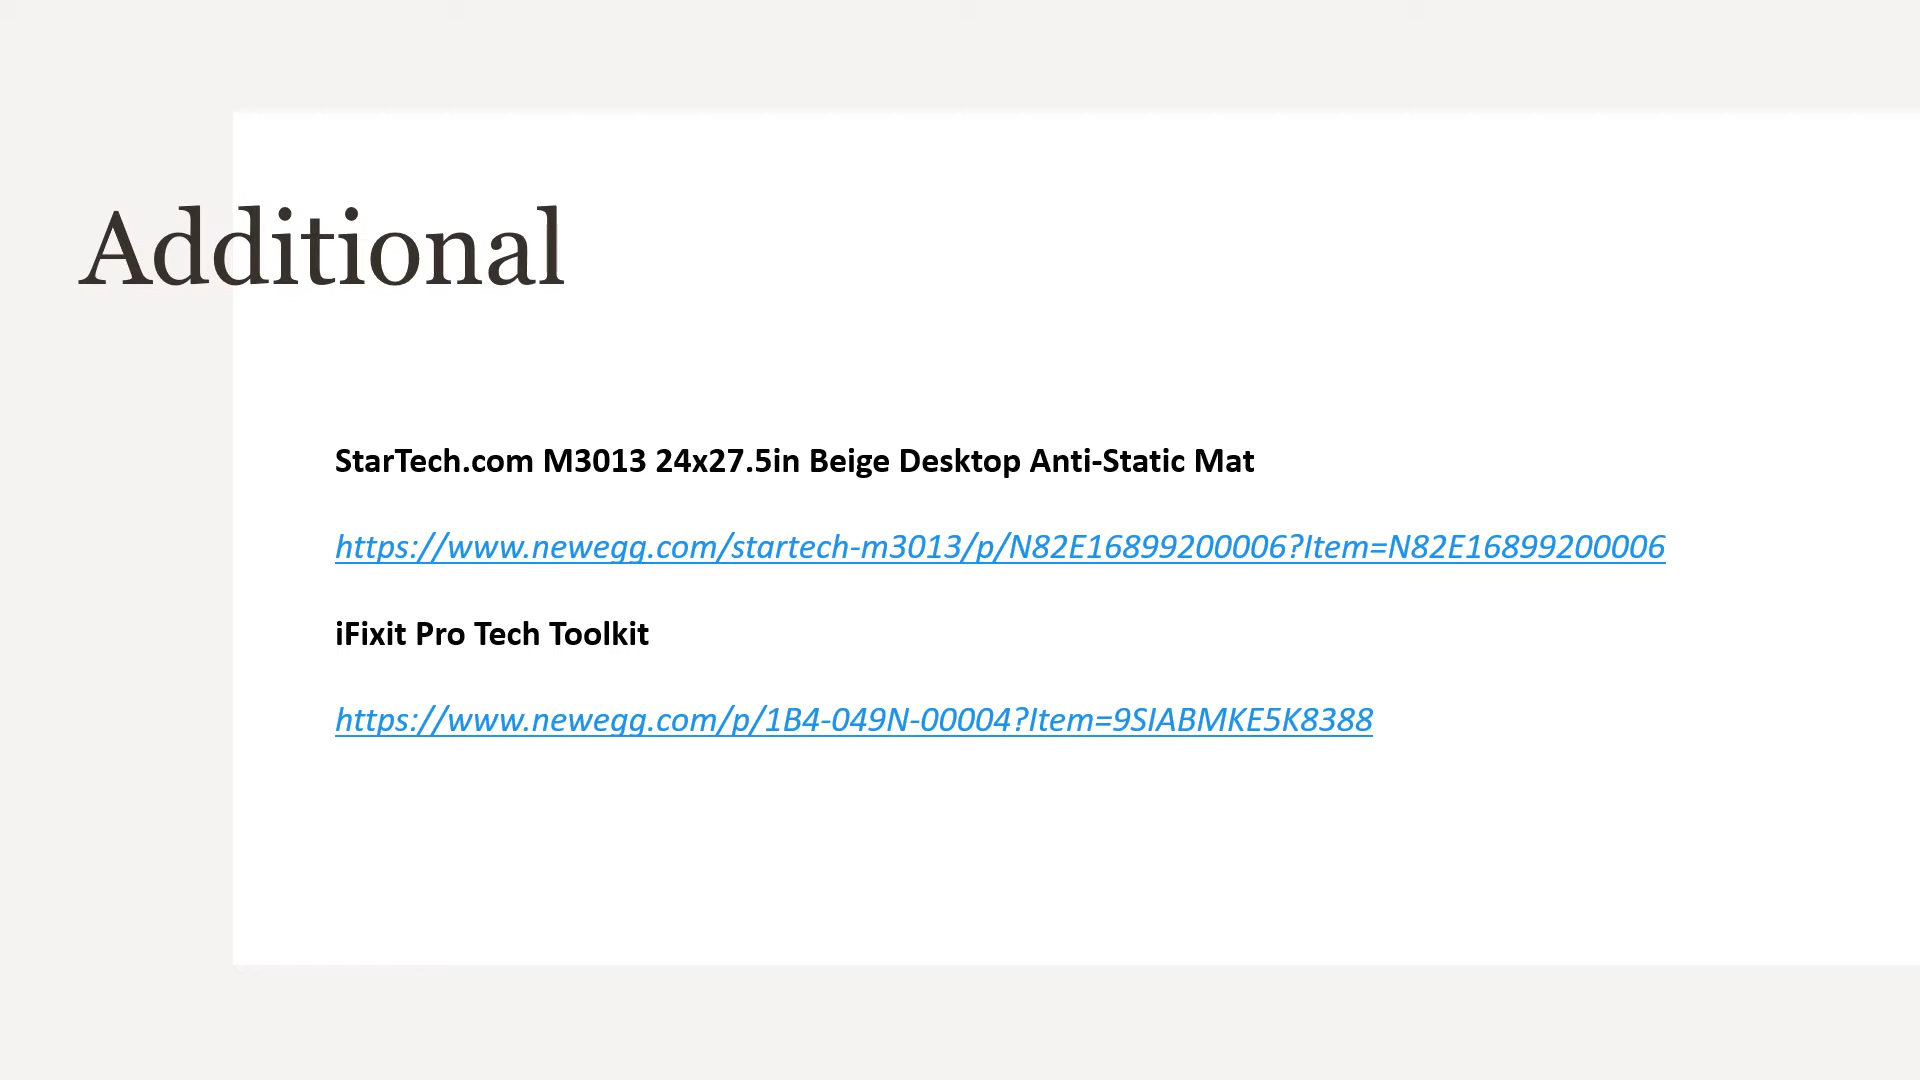 Additional
StarTech.com M3013 24x27.5in Beige Desktop Anti-Static Mat
https://www.newegg.com/startech-m3013/p/N82E16899200006?Item=N82E16899200006
iFixit Pro Tech Toolkit
https://www.newegg.com/p/1B4-049N-00004?Item=9SIABMKE5K8388